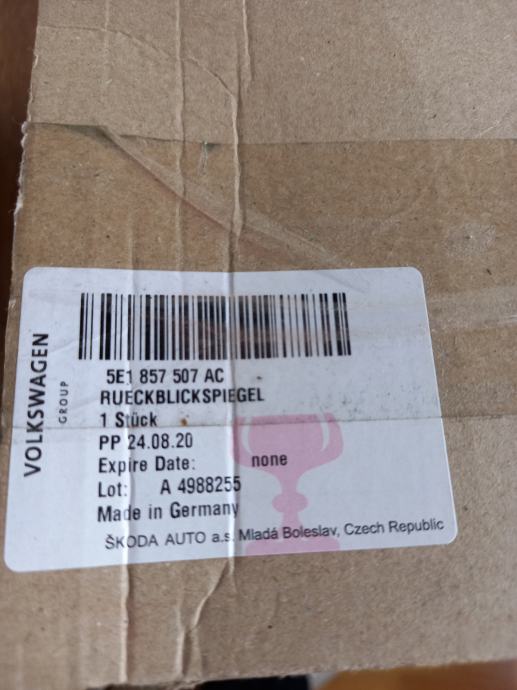 VOLKSWAGEN
GROUP
5E1 857 507 AC
RUECKBLICKSPIEGEL
1 Stück
PP 24.08.20
Expire Date: none
Lot: A 4988255
Made in Germany
ŠKODA AUTO a.s. Mladá Boleslav, Czech Republic